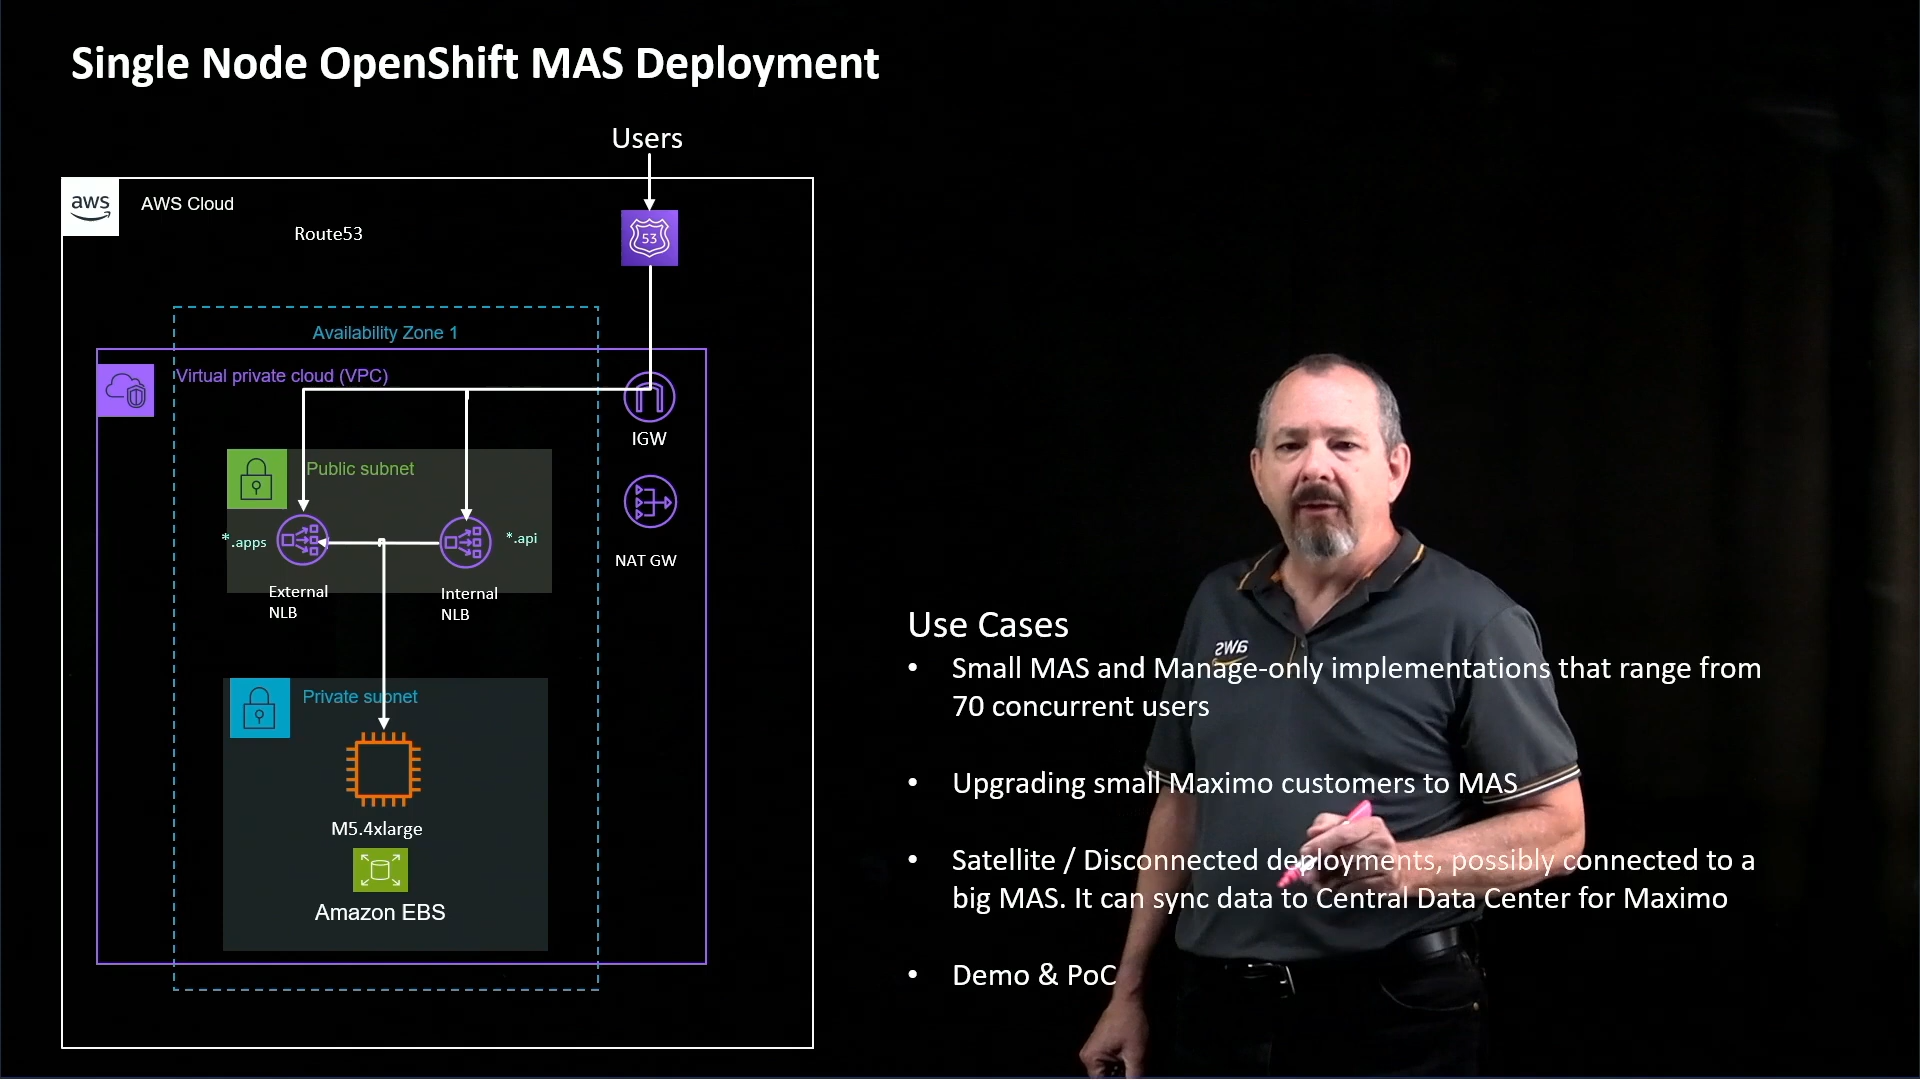 Single Node OpenShift MAS Deployment
Users
aws
AWS Cloud
Route53
53
Availability Zone 1
Virtual private cloud (VPC)
IGW
Public subnet
*.apps
*.api
NAT GW
External
NLB
Internal
NLB
Private subnet
M5.4xlarge
Amazon EBS
aws
Use Cases
• Small MAS and Manage-only implementations that range from
70 concurrent users
• Upgrading small Maximo customers to MAS
• Satellite / Disconnected deployments, possibly connected to a
big MAS. It can sync data to Central Data Center for Maximo
• Demo & PoC